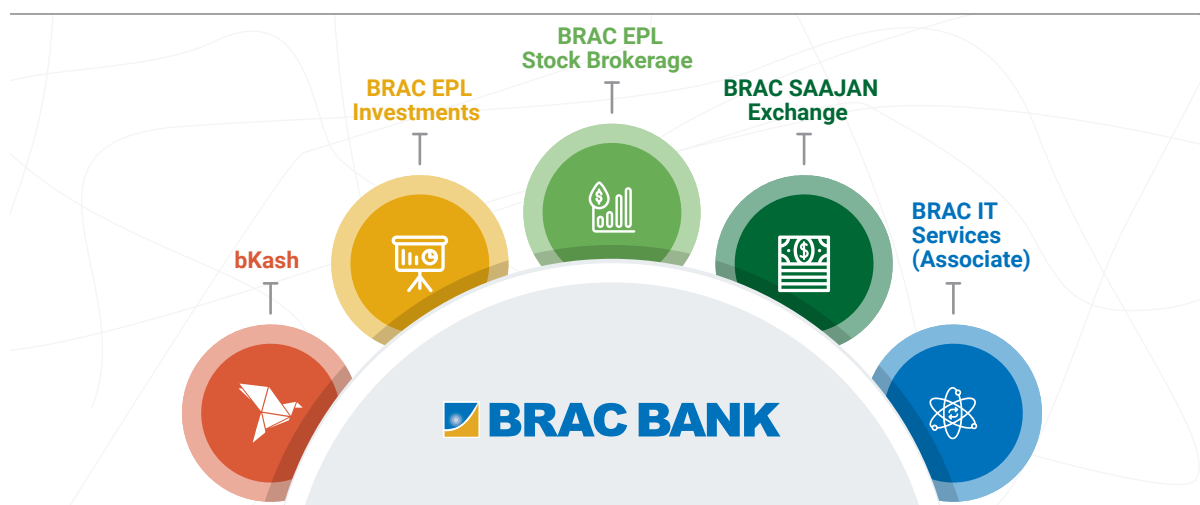 BRAC EPL
Stock Brokerage
BRAC EPL
Investments
BRAC SAAJAN
Exchange
bKash
BRAC IT
Services
(Associate)
BRAC BANK